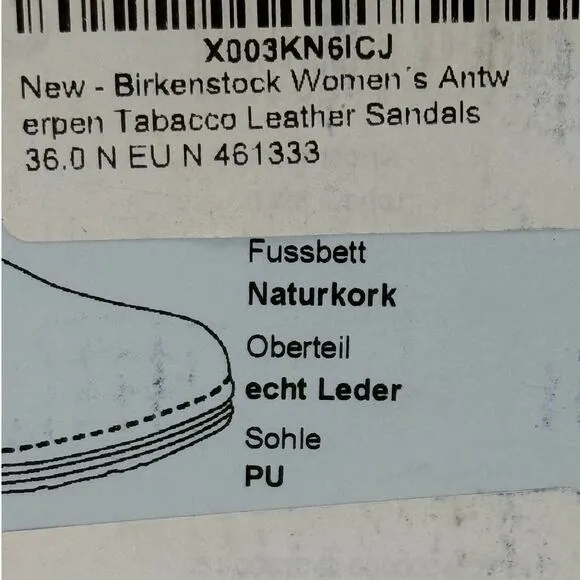 X003KN6ICJ
New - Birkenstock Women´s Antw
erpen Tabacco Leather Sandals
36.0 N EU N 461333
Fussbett
Naturkork
Oberteil
echt Leder
Sohle
PU